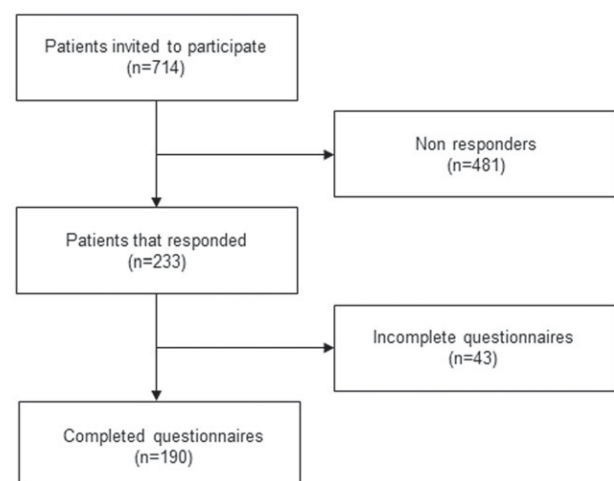 Patients invited to participate
(n=714)
Non responders
(n=481)
Patients that responded
(n=233)
Incomplete questionnaires
(n=43)
Completed questionnaires
(n=190)